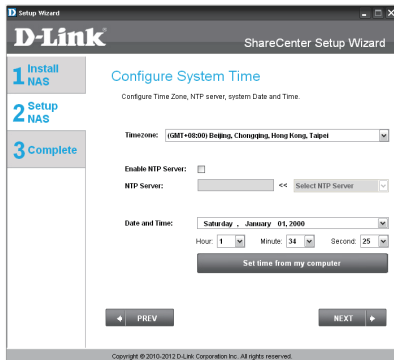 D Setup Wizard
D-Link
ShareCenter Setup Wizard
1 Install NAS
2 Setup NAS
3 Complete
Configure System Time
Configure Time Zone, NTP server, system Date and Time.
Timezone: (GMT+08:00) Beijing, Chongqing, Hong Kong, Taipei
Enable NTP Server:
NTP Server: << Select NTP Server
Date and Time: Saturday , January 01, 2000
Hour: 1 Minute: 34 Second: 25
Set time from my computer
PREV NEXT
Copyright © 2010-2012 D-Link Corporation Inc. All rights reserved.